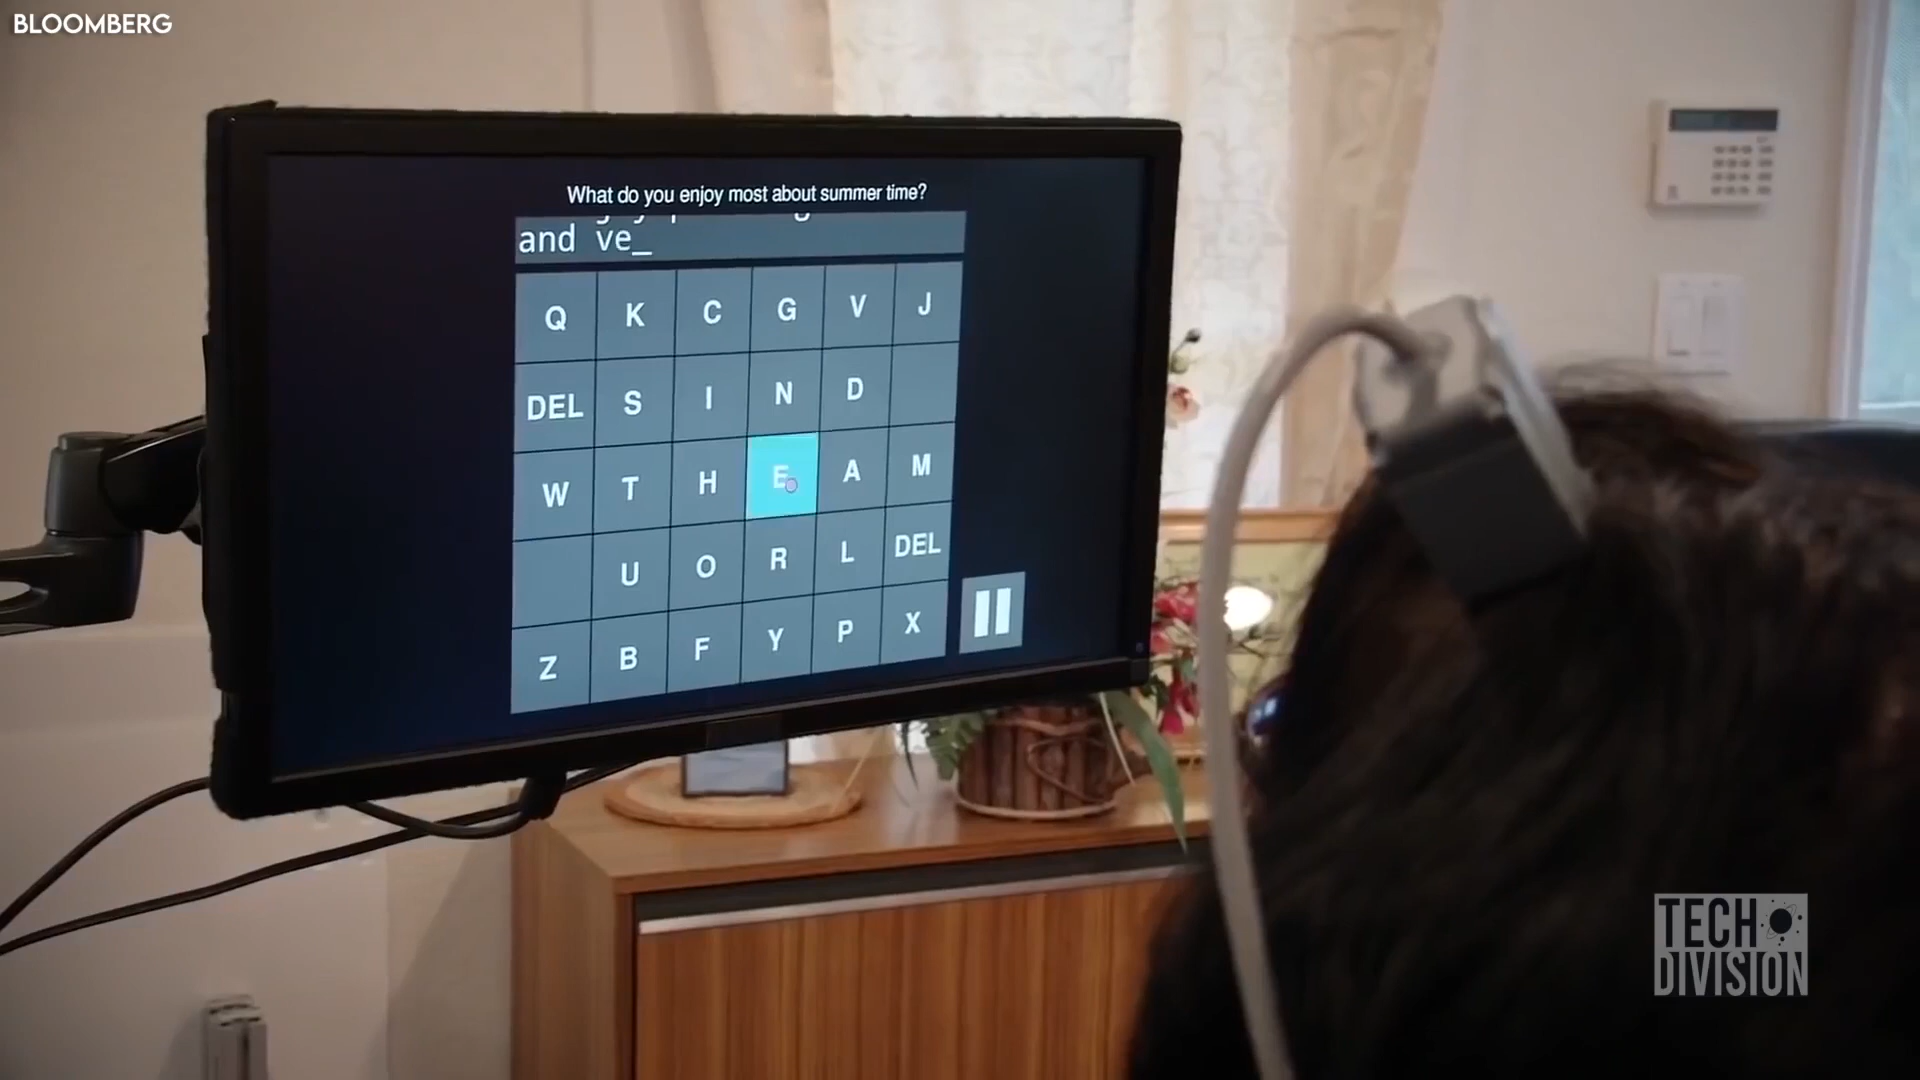 BLOOMBERG
What do you enjoy most about summer time?
and ve_
Q K C G V J
DEL S I N D
W T H E A M
U O R L DEL
Z B F Y P X
TECH
DIVISION